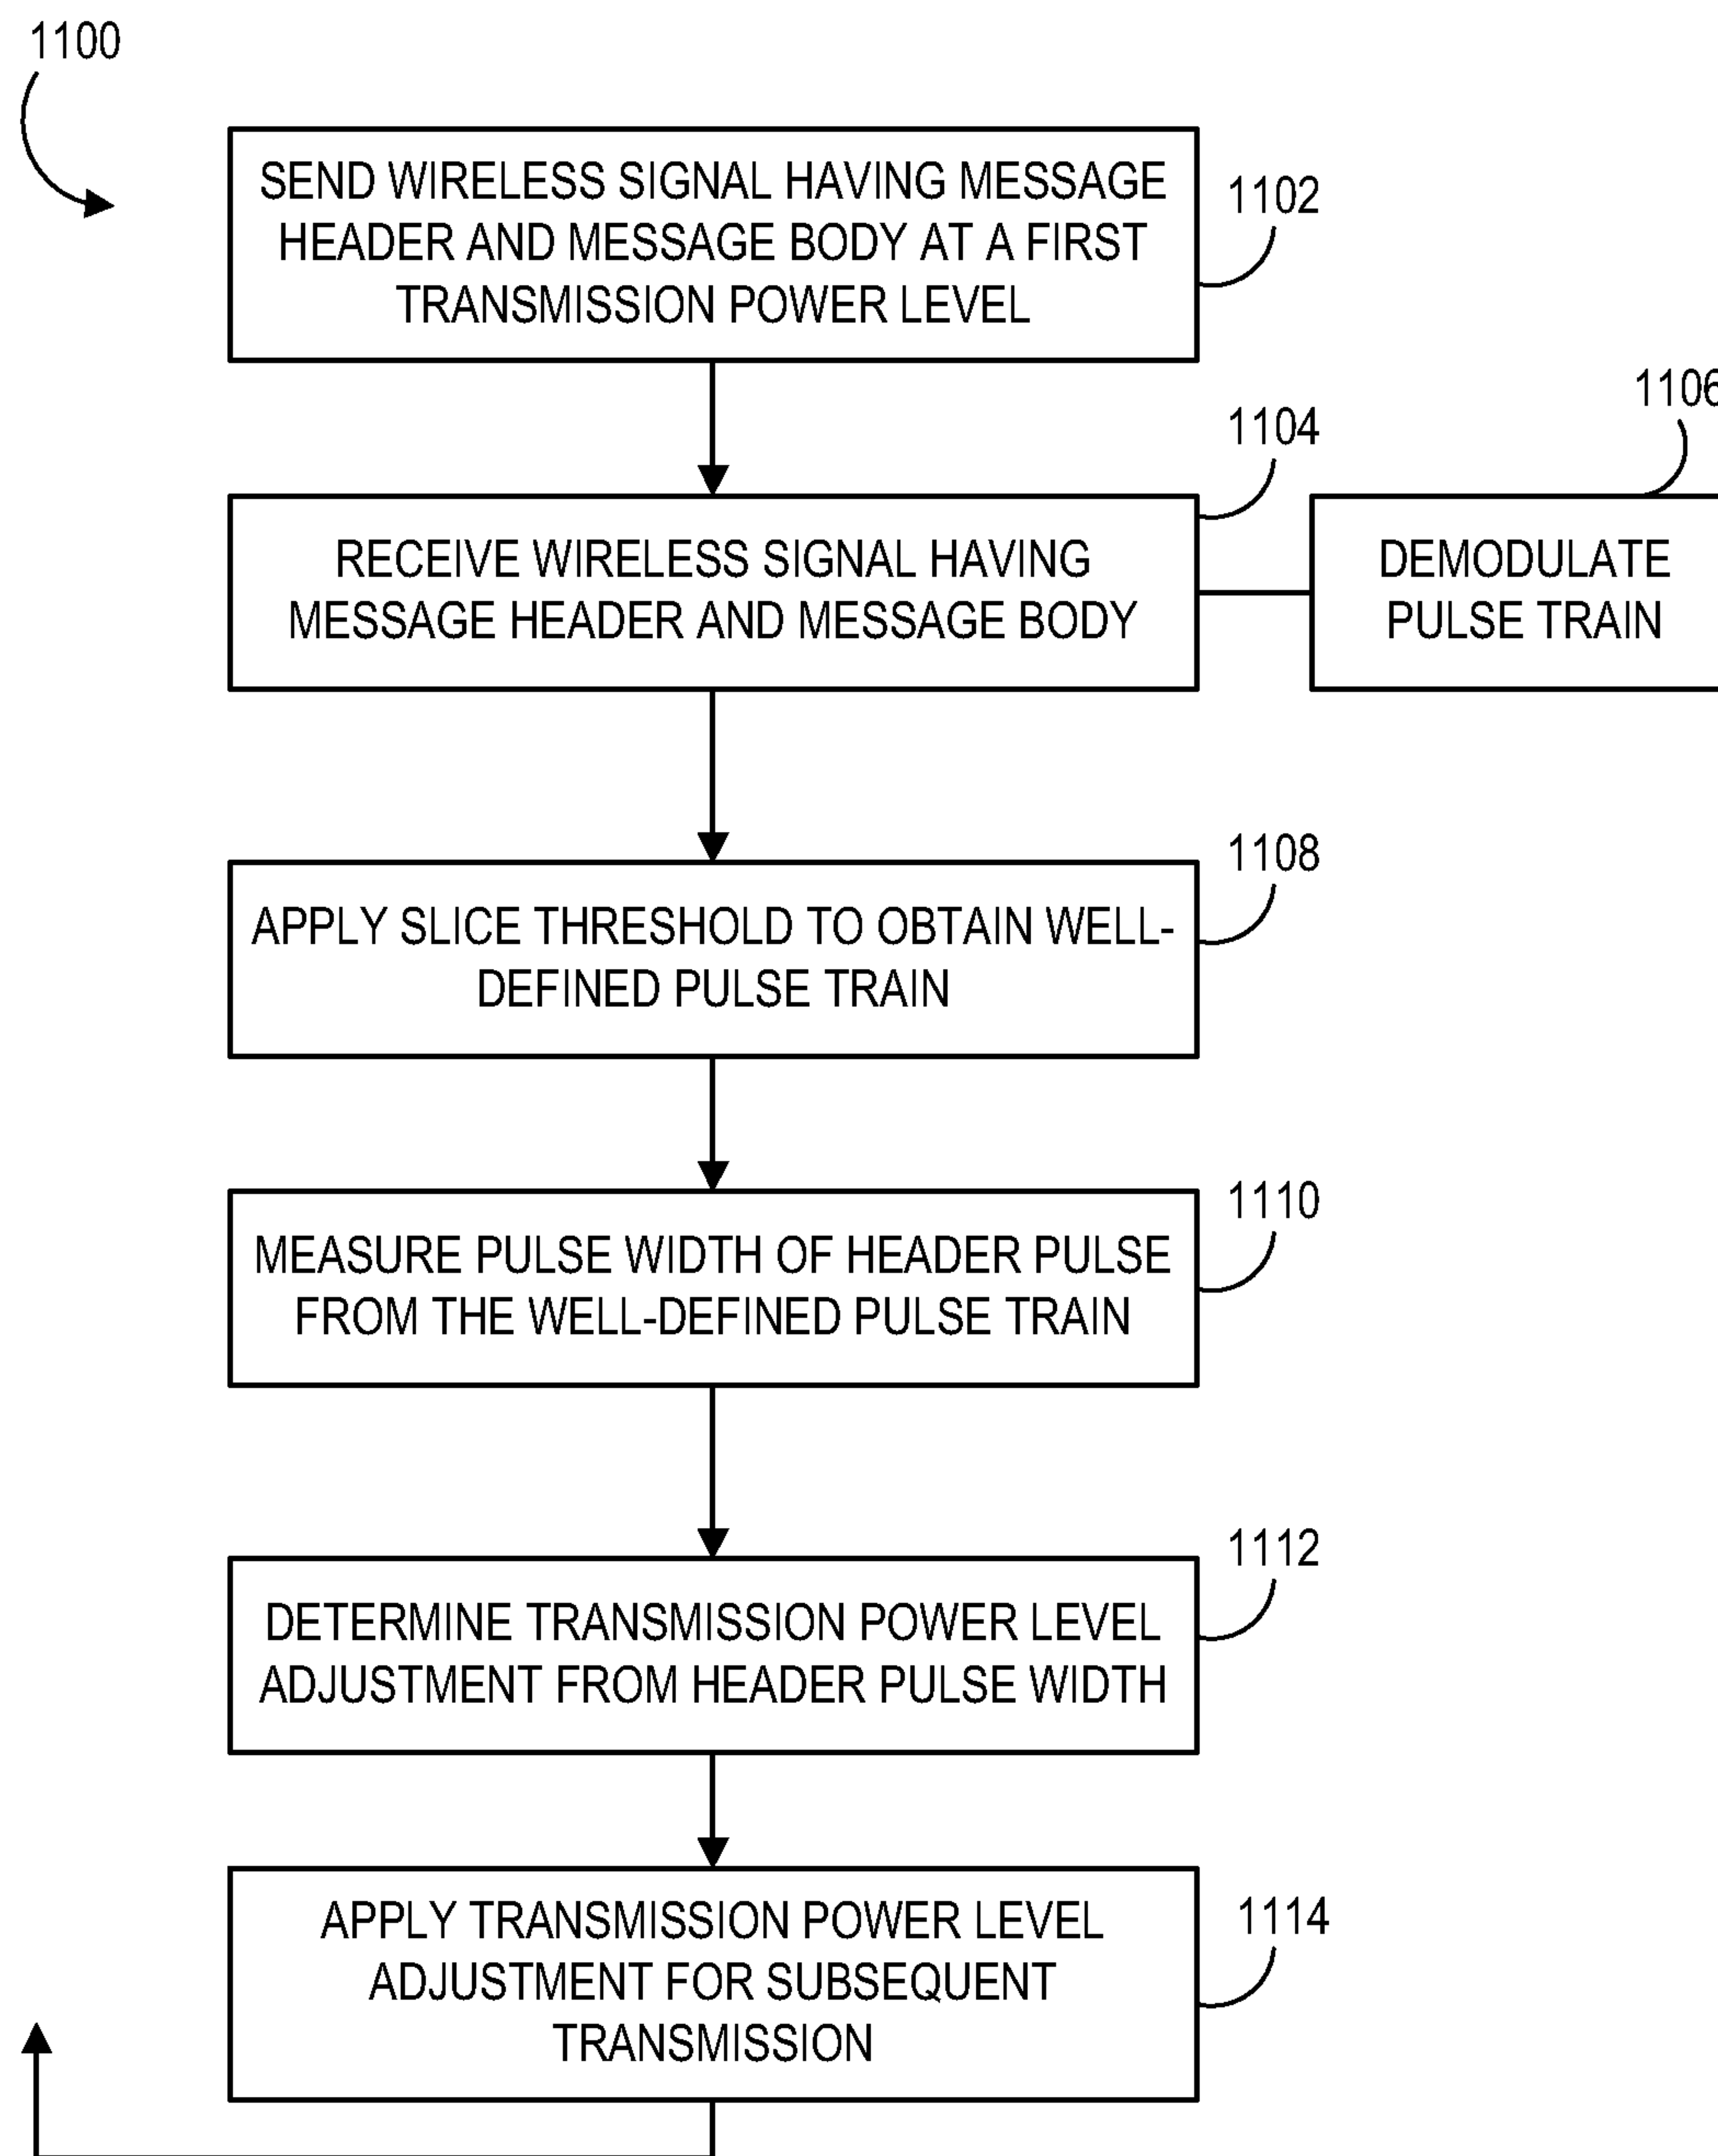 1100
SEND WIRELESS SIGNAL HAVING MESSAGE
HEADER AND MESSAGE BODY AT A FIRST
TRANSMISSION POWER LEVEL
1102
1104
1106
RECEIVE WIRELESS SIGNAL HAVING
MESSAGE HEADER AND MESSAGE BODY
DEMODULATE
PULSE TRAIN
1108
APPLY SLICE THRESHOLD TO OBTAIN WELL-
DEFINED PULSE TRAIN
1110
MEASURE PULSE WIDTH OF HEADER PULSE
FROM THE WELL-DEFINED PULSE TRAIN
1112
DETERMINE TRANSMISSION POWER LEVEL
ADJUSTMENT FROM HEADER PULSE WIDTH
1114
APPLY TRANSMISSION POWER LEVEL
ADJUSTMENT FOR SUBSEQUENT
TRANSMISSION